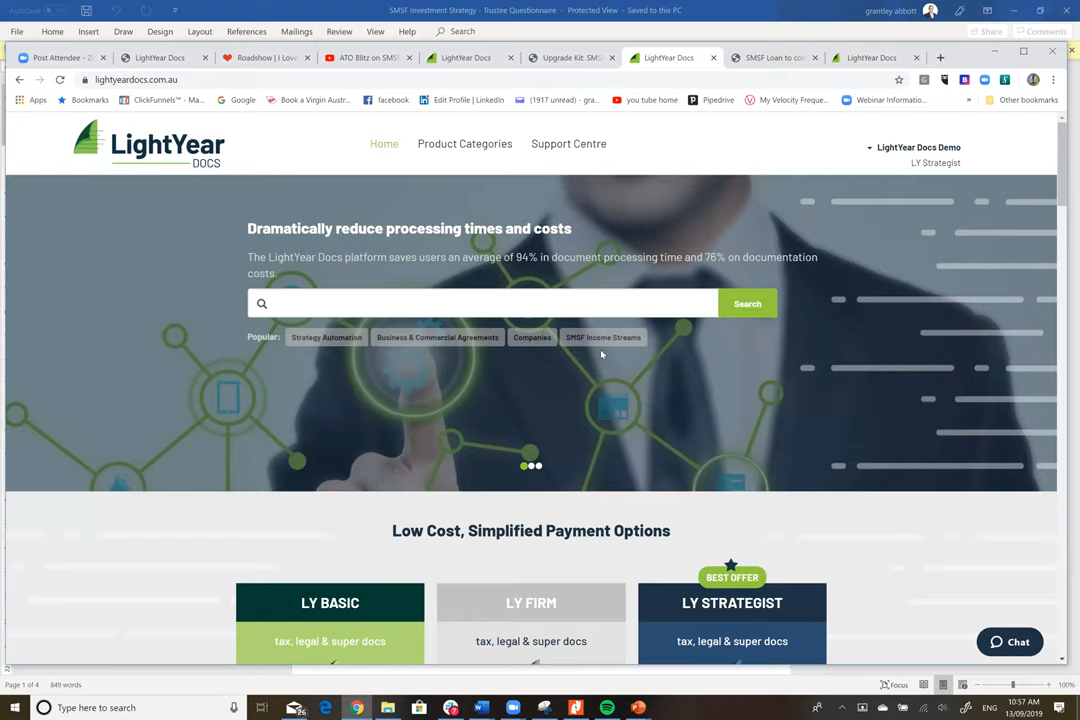 AutoSave
SMSF Investment Strategy - Trustee Questionnaire - Protected View - Saved to this PC
grantley abbott
File Home Insert Draw Design Layout References Mailings Review View Help Search Share Comments
Post Attendee - Z LightYear Docs Roadshow | I Love ATO Blitz on SMSF LightYear Docs Upgrade Kit: SMSF LightYear Docs SMSF Loan to con LightYear Docs
lightyeardocs.com.au
Apps Bookmarks ClickFunnels™ - Ma... Google Book a Virgin Austr... facebook Edit Profile | LinkedIn (1917 unread) - gra... you tube home Pipedrive My Velocity Freque... Webinar Informatio... » Other bookmarks
LightYear
DOCS
Home Product Categories Support Centre
LightYear Docs Demo
LY Strategist
Dramatically reduce processing times and costs
The LightYear Docs platform saves users an average of 94% in document processing time and 76% on documentation
costs.
Search
Popular: Strategy Automation Business & Commercial Agreements Companies SMSF Income Streams
Low Cost, Simplified Payment Options
BEST OFFER
LY BASIC LY FIRM LY STRATEGIST
tax, legal & super docs tax, legal & super docs tax, legal & super docs
Chat
Page 1 of 4 849 words Focus 100%
Type here to search
26
ENG
10:57 AM
13/09/2019